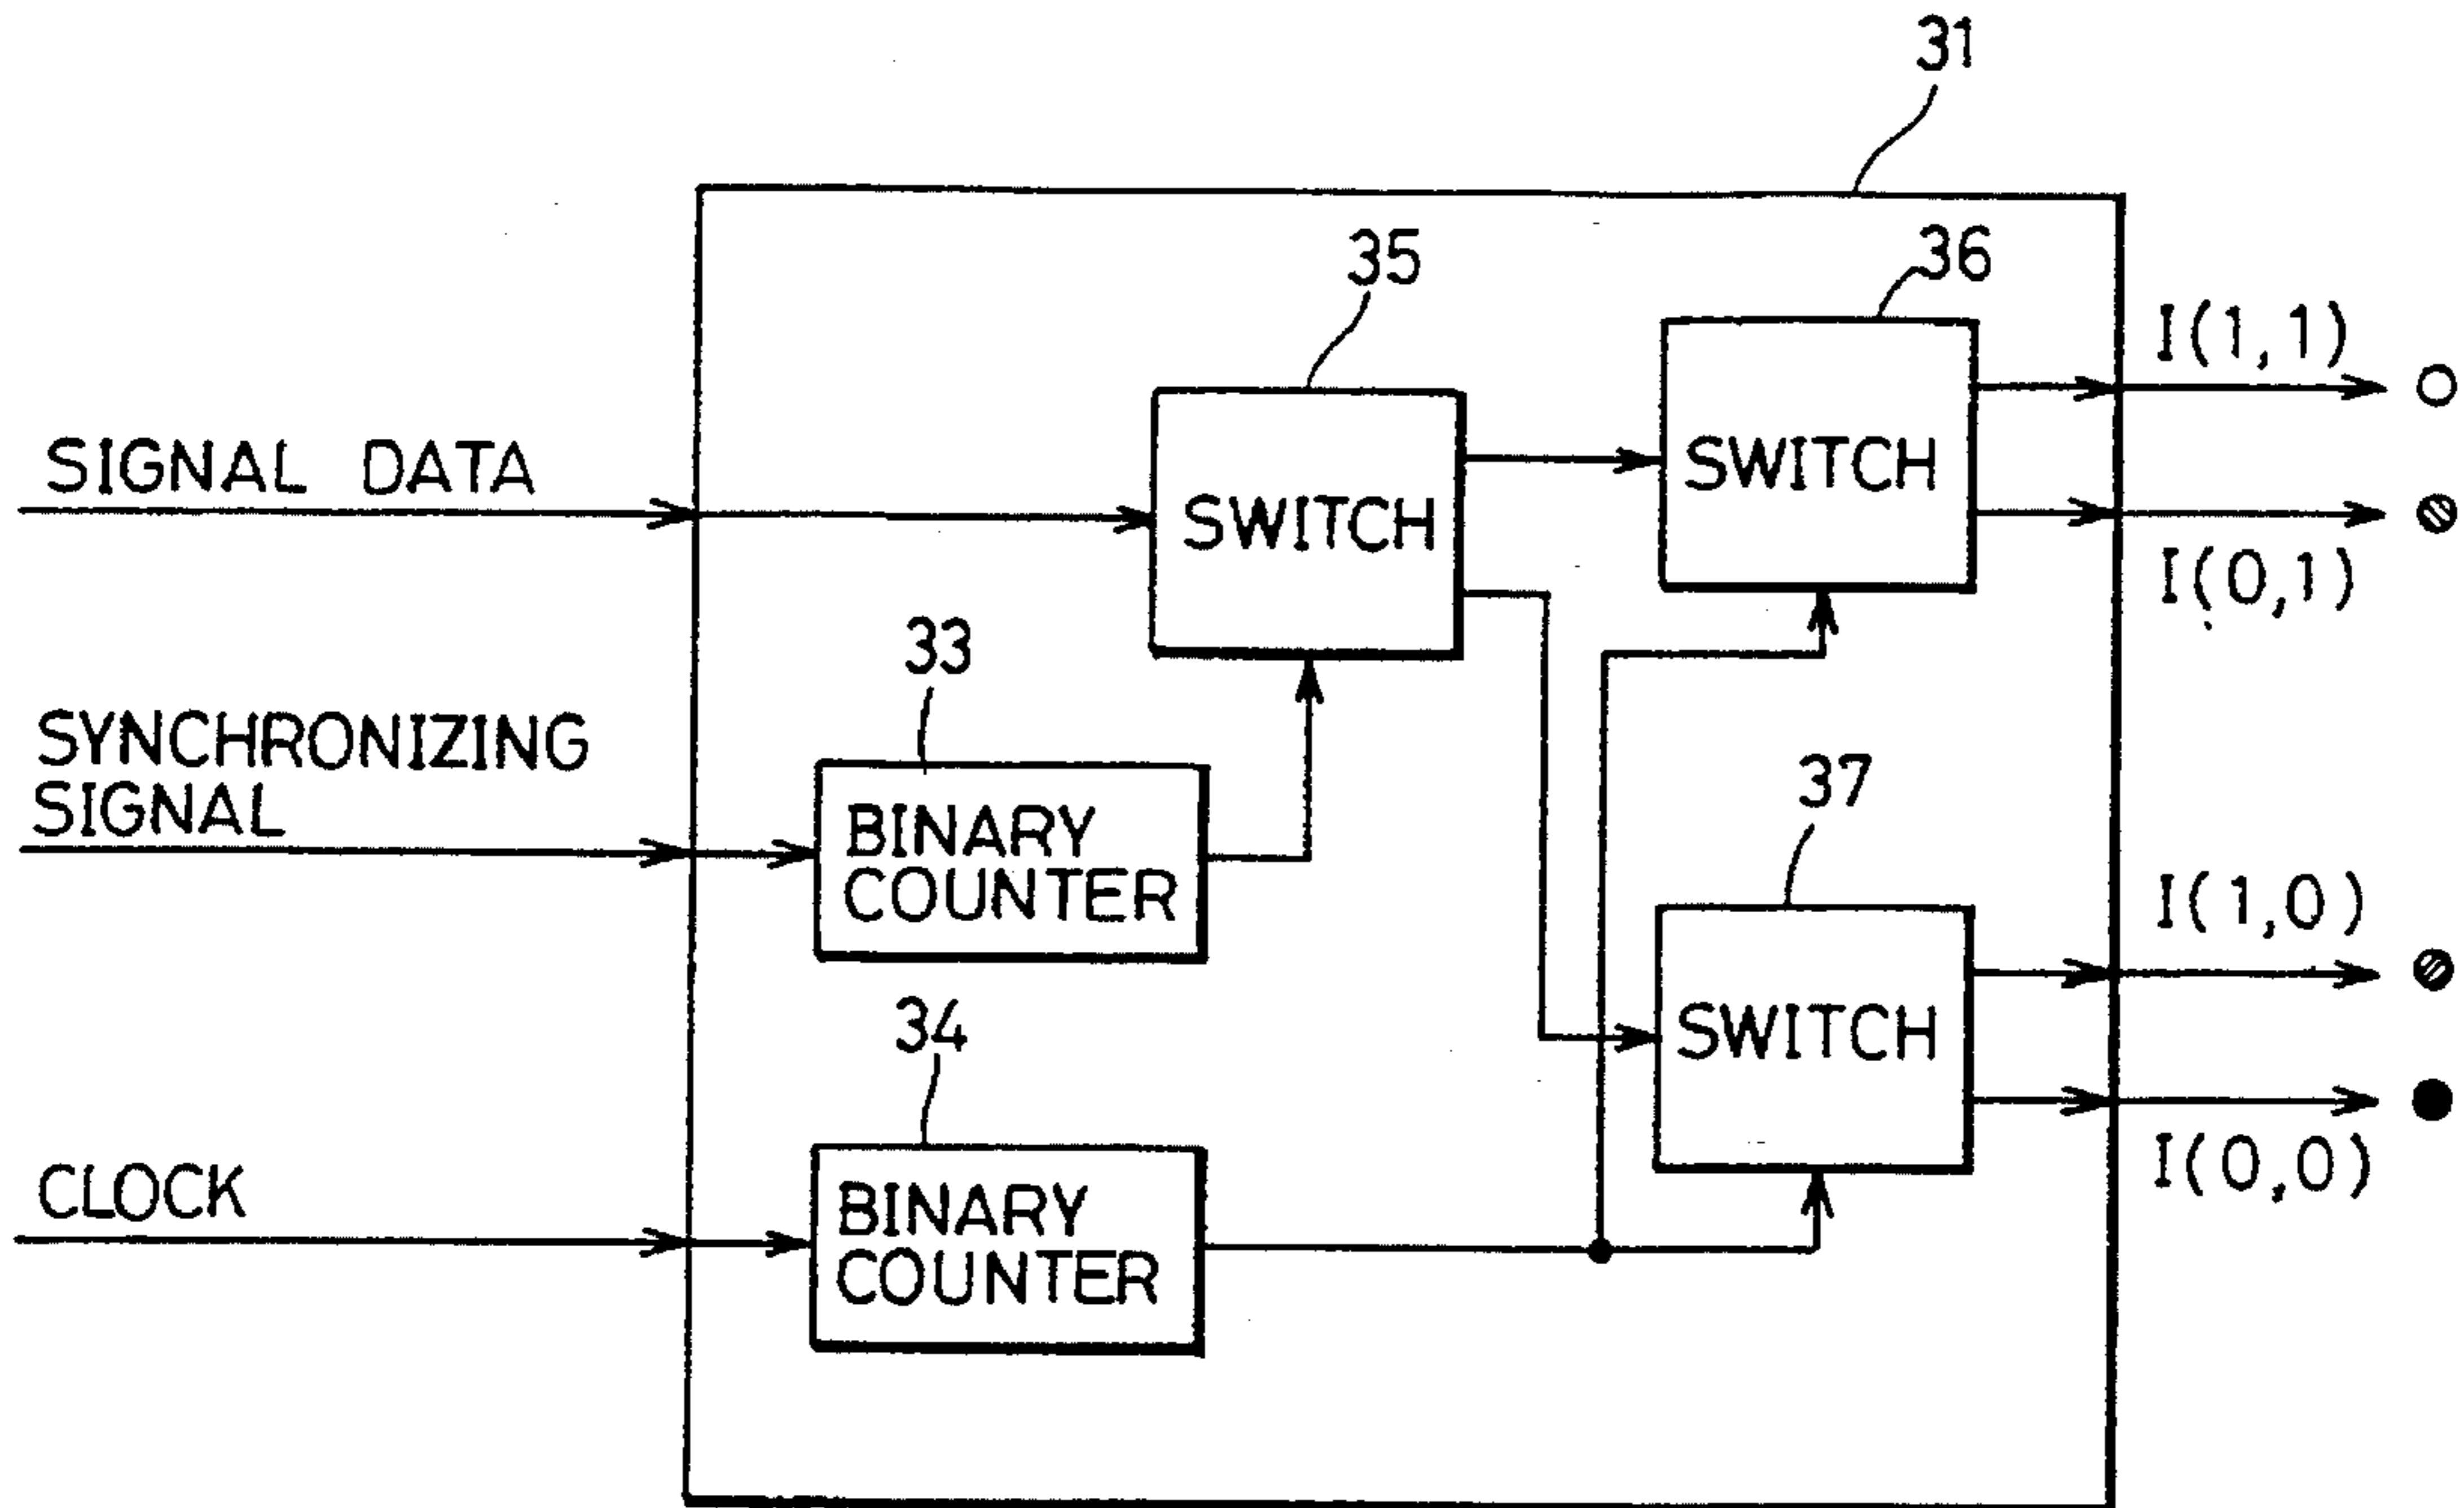 31
35
36
I(1,1)
SIGNAL DATA
SWITCH
SWITCH
I(0,1)
33
SYNCHRONIZING
SIGNAL
BINARY
COUNTER
37
I(1,0)
34
SWITCH
CLOCK
BINARY
COUNTER
I(0,0)